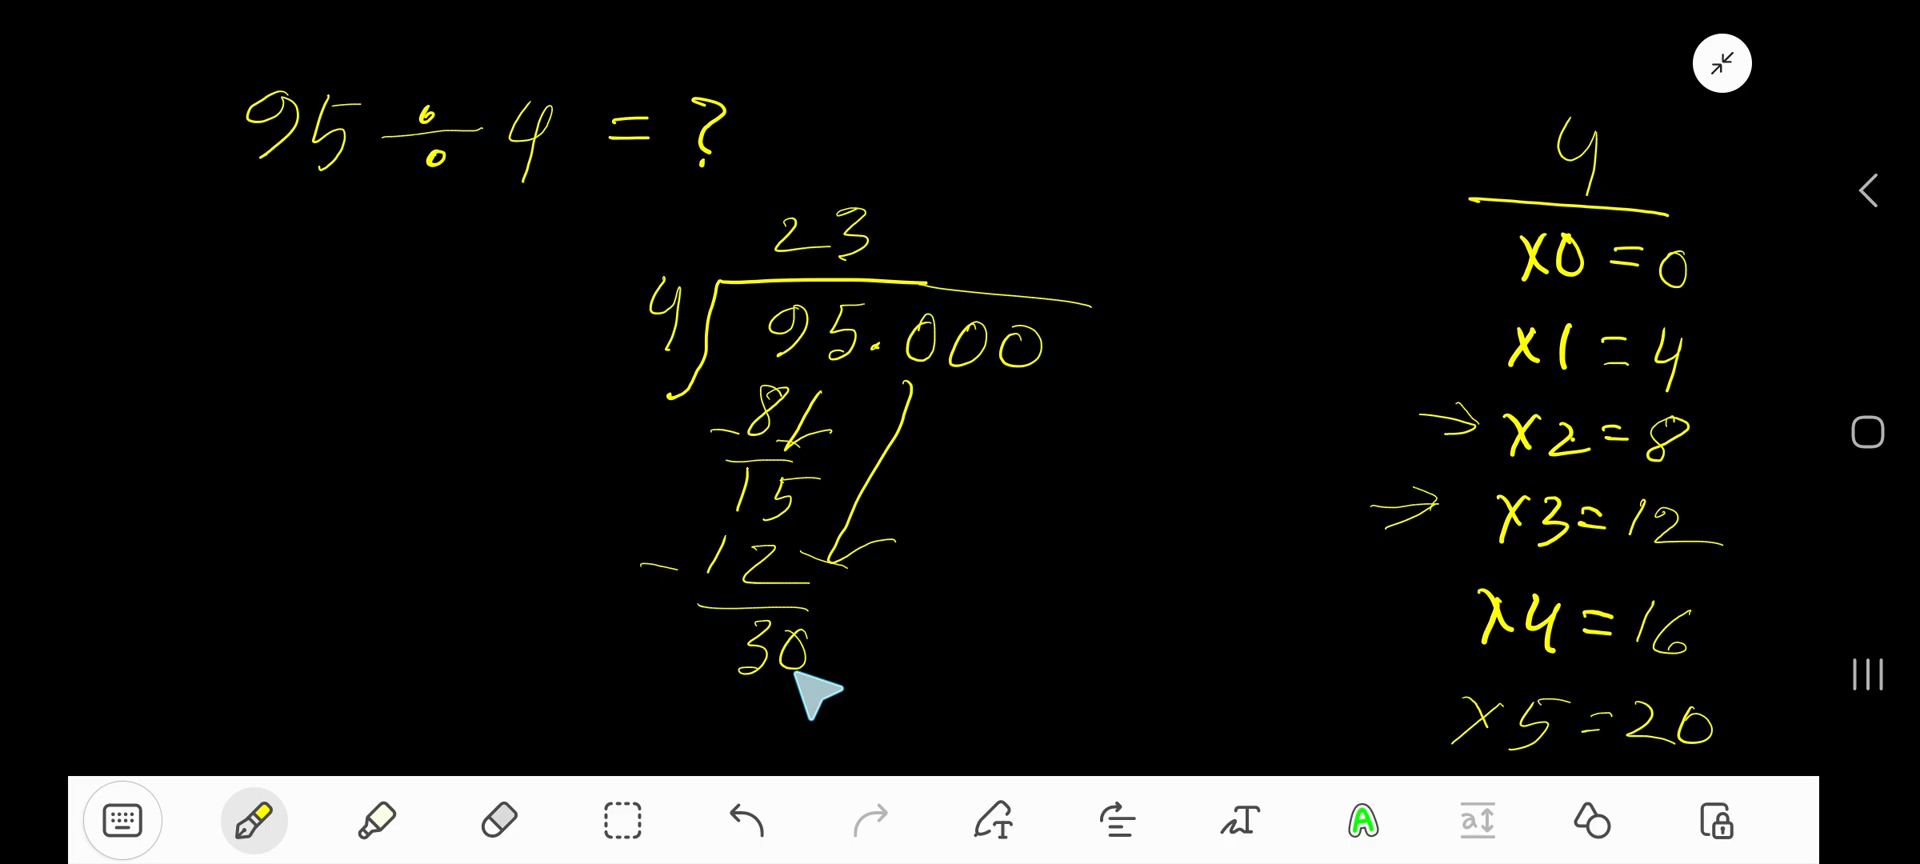 95 ÷ 4 = ?
23
4 95.000
- 8
15
- 12
30
4
x0 = 0
x1 = 4
→ x2 = 8
→ x3 = 12
x4 = 16
x5 = 20
T
T
A
a